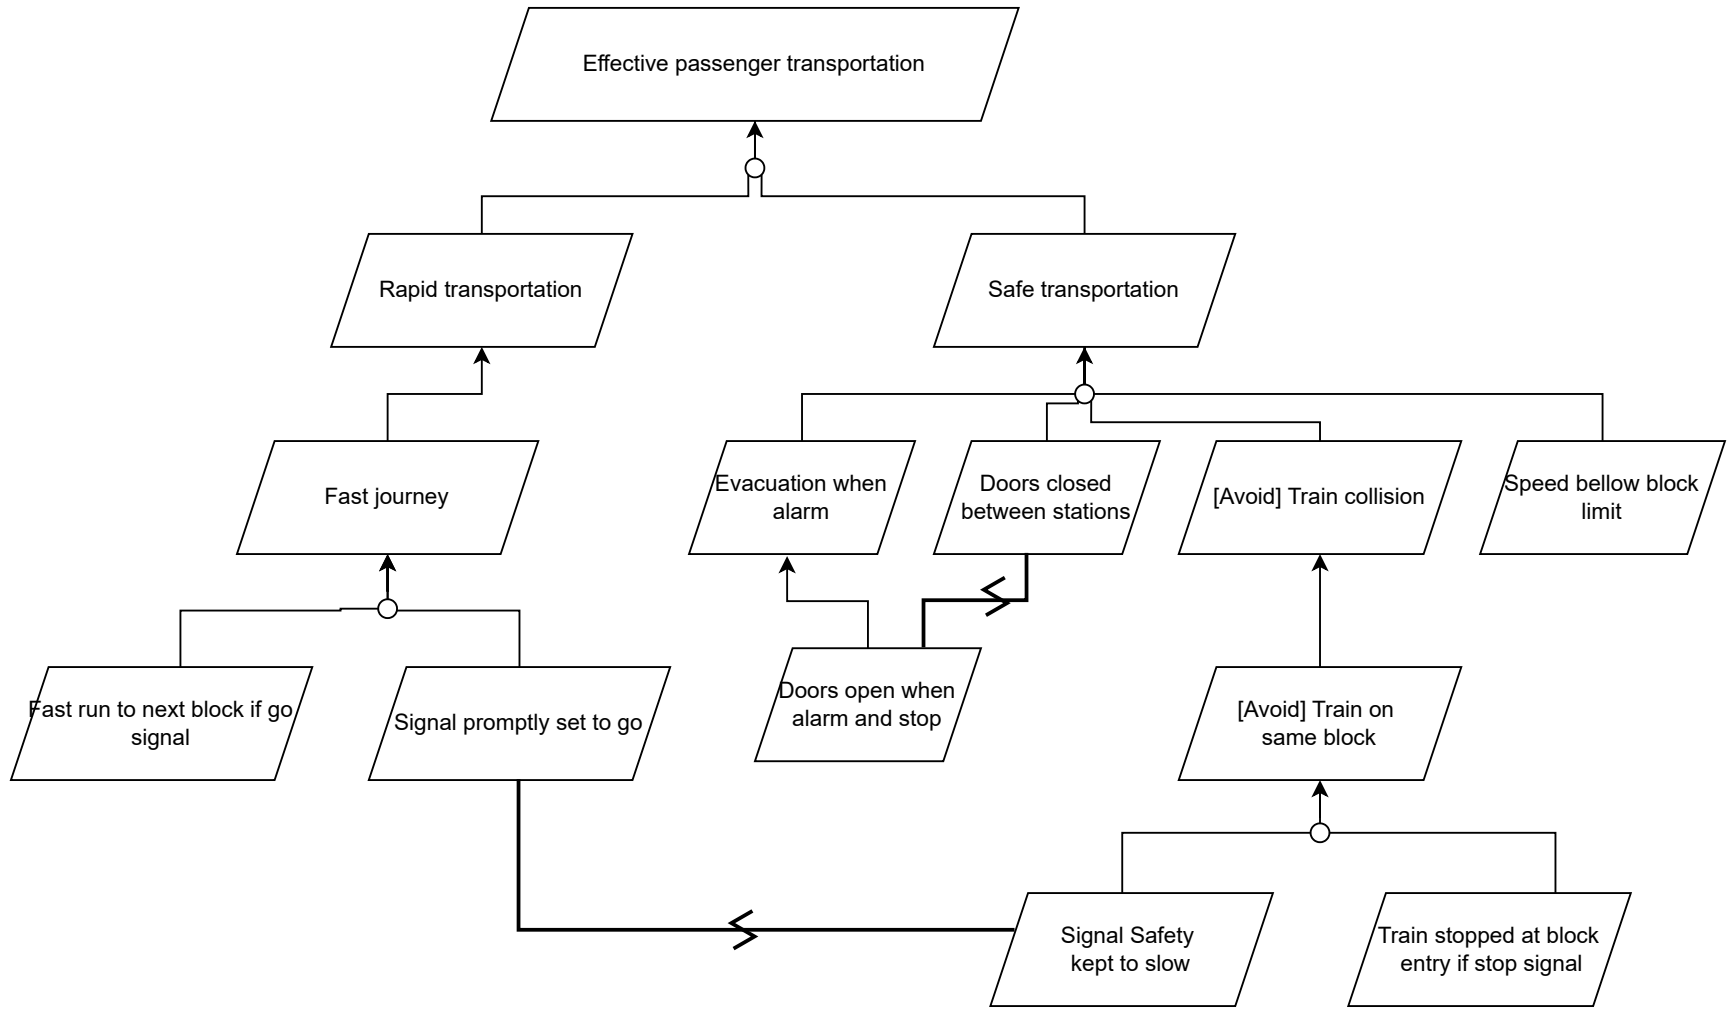 Effective passenger transportation
Rapid transportation
Safe transportation
Fast journey
Evacuation when
alarm
Doors closed
between stations
[Avoid] Train collision
Speed bellow block
limit
Fast run to next block if go
signal
Signal promptly set to go
Doors open when
alarm and stop
[Avoid] Train on
same block
Signal Safety
kept to slow
Train stopped at block
entry if stop signal